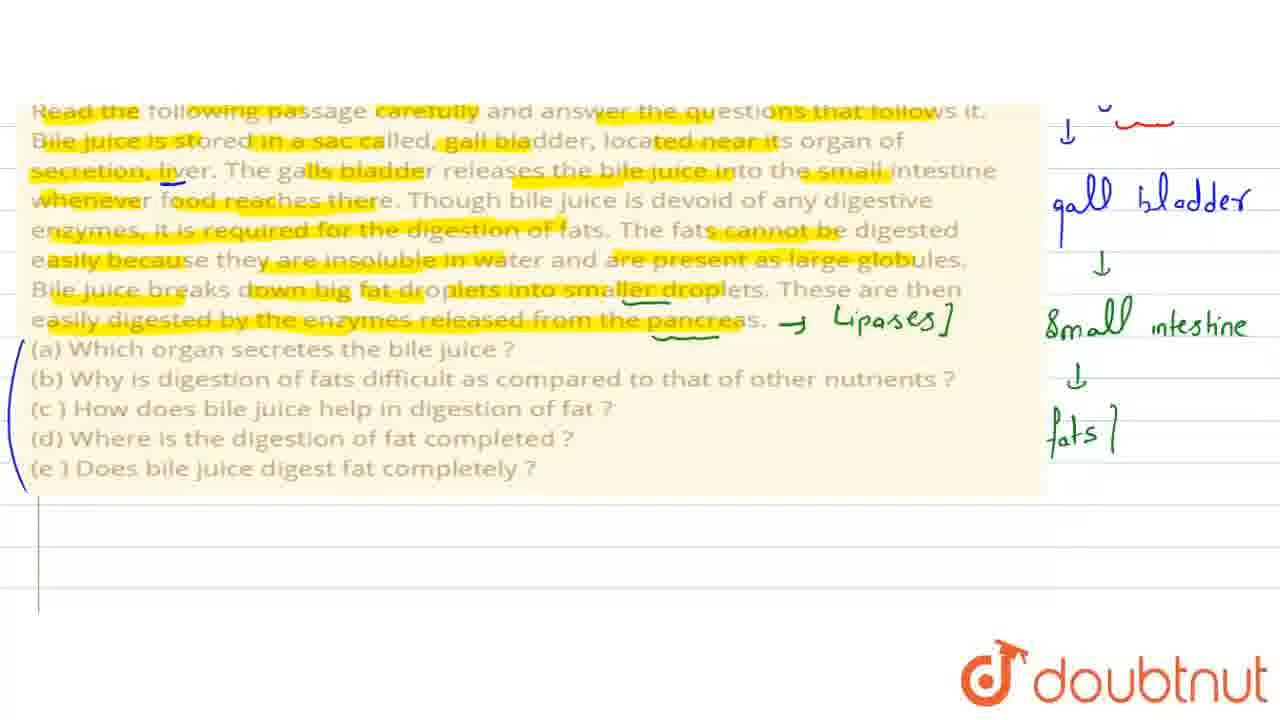 Read the following passage carefully and answer the questions that follows it.
Bile juice is stored in a sac called, gall bladder, located near its organ of
secretion, liver. The galls bladder releases the bile juice into the small intestine
whenever food reaches there. Though bile juice is devoid of any digestive
enzymes, it is required for the digestion of fats. The fats cannot be digested
easily because they are insoluble in water and are present as large globules.
Bile juice breaks down big fat droplets into smaller droplets. These are then
easily digested by the enzymes released from the pancreas. → Lipases]
(a) Which organ secretes the bile juice ?
(b) Why is digestion of fats difficult as compared to that of other nutrients ?
(c ) How does bile juice help in digestion of fat ?
(d) Where is the digestion of fat completed ?
(e ) Does bile juice digest fat completely ?
↓
gall bladder
↓
Small intestine
↓
fats]
doubtnut